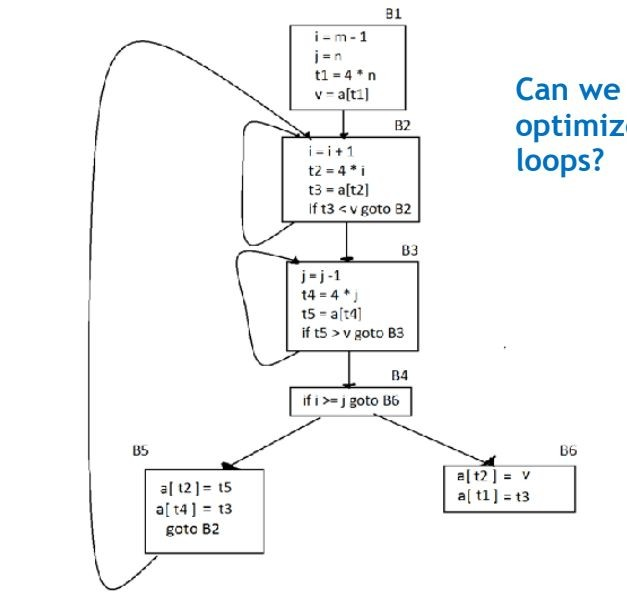 B1
i = m - 1
j = n
t1 = 4 * n
v = a[t1]
Can we
optimize
loops?
B2
i = i + 1
t2 = 4 * i
t3 = a[t2]
if t3 < v goto B2
B3
j = j -1
t4 = 4 * j
t5 = a[t4]
if t5 > v goto B3
B4
if i >= j goto B6
B5
a[ t2 ] = t5
a[ t4 ] = t3
goto B2
B6
a[ t2 ] = v
a[ t1 ] = t3